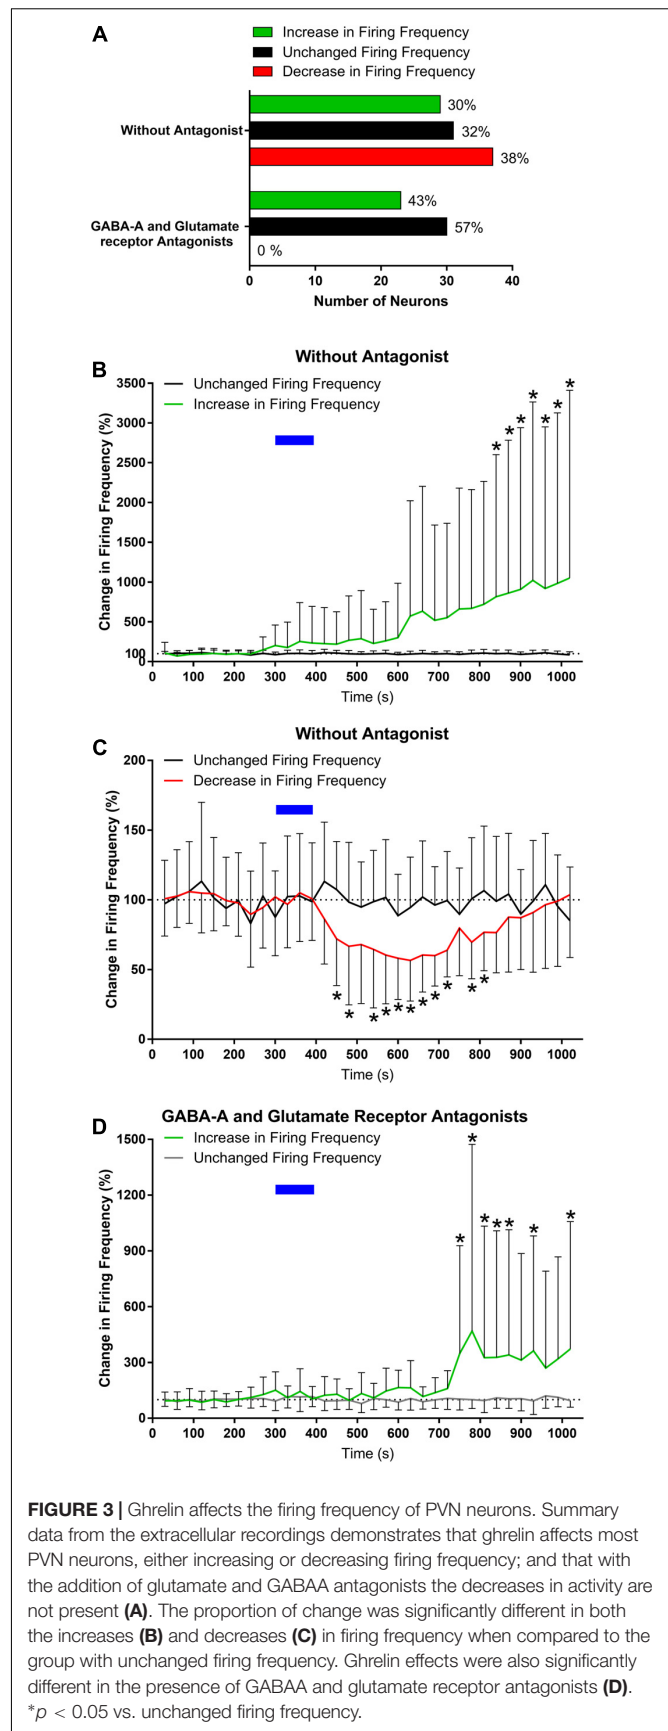 A
Increase in Firing Frequency
Unchanged Firing Frequency
Decrease in Firing Frequency
Without Antagonist
30%
32%
38%
GABA-A and Glutamate
receptor Antagonists
43%
57%
0 %
0 10 20 30 40
Number of Neurons
B
Without Antagonist
Unchanged Firing Frequency
Increase in Firing Frequency
Change in Firing Frequency (%)
3500
3000
2500
2000
1500
1000
500
100
0
* * * * * * *
0 100 200 300 400 500 600 700 800 900 1000
Time (s)
C
Without Antagonist
Unchanged Firing Frequency
Decrease in Firing Frequency
Change in Firing Frequency (%)
200
150
100
50
0
* * * * * * * * * * *
0 100 200 300 400 500 600 700 800 900 1000
Time (s)
D
GABA-A and Glutamate Receptor Antagonists
Increase in Firing Frequency
Unchanged Firing Frequency
Change in Firing Frequency (%)
1500
1200
900
600
300
0
* * * * * * *
0 100 200 300 400 500 600 700 800 900 1000
Time (s)
FIGURE 3 | Ghrelin affects the firing frequency of PVN neurons. Summary
data from the extracellular recordings demonstrates that ghrelin affects most
PVN neurons, either increasing or decreasing firing frequency; and that with
the addition of glutamate and GABAA antagonists the decreases in activity are
not present (A). The proportion of change was significantly different in both
the increases (B) and decreases (C) in firing frequency when compared to the
group with unchanged firing frequency. Ghrelin effects were also significantly
different in the presence of GABAA and glutamate receptor antagonists (D).
*p < 0.05 vs. unchanged firing frequency.